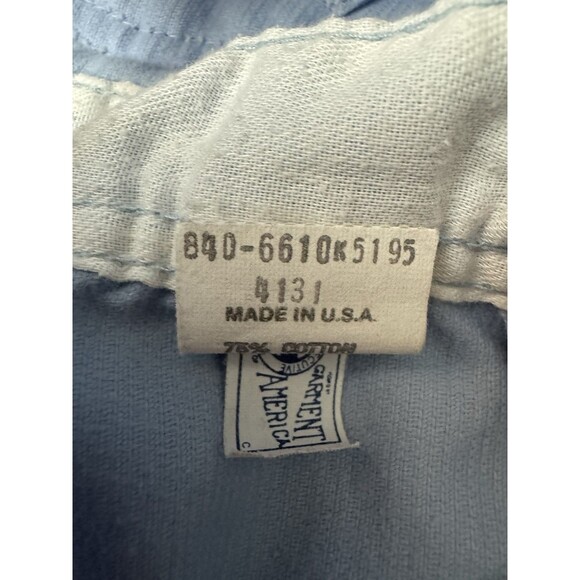 840-6610K5195
4131
MADE IN U.S.A.
75% COTTON
GARMENT
AMERICA